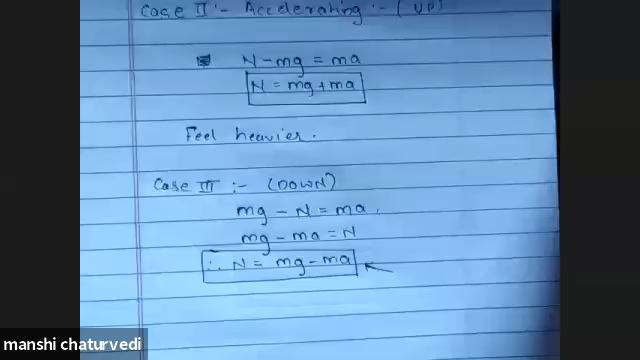 Case II :- Accelerating :- (UP)
N - mg = ma
N = mg + ma
Feel heavier.
Case III :- (DOWN)
mg - N = ma.
mg - ma = N
∴ N = mg - ma
manshi chaturvedi